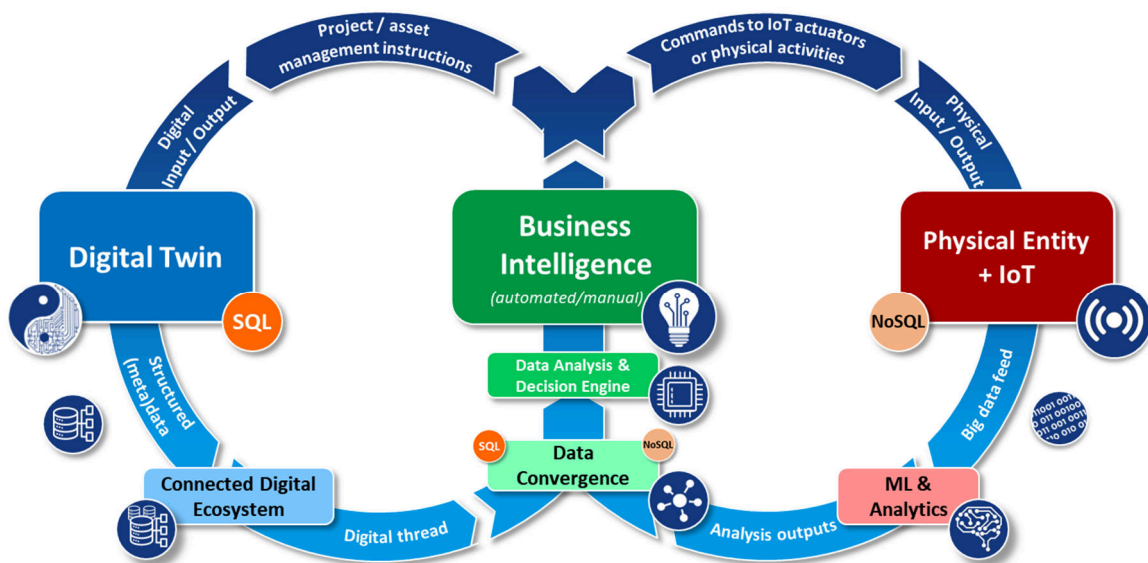 Project / asset
management instructions
Commands to IoT actuators
or physical activities
Digital
Input / Output
Physical
Input / Output
Digital Twin
SQL
Business
Intelligence
(automated/manual)
Physical Entity
+ IoT
NoSQL
Data Analysis &
Decision Engine
Structured
(meta)data
Big data feed
SQL
NoSQL
Data
Convergence
Connected Digital
Ecosystem
ML &
Analytics
Digital thread
Analysis outputs